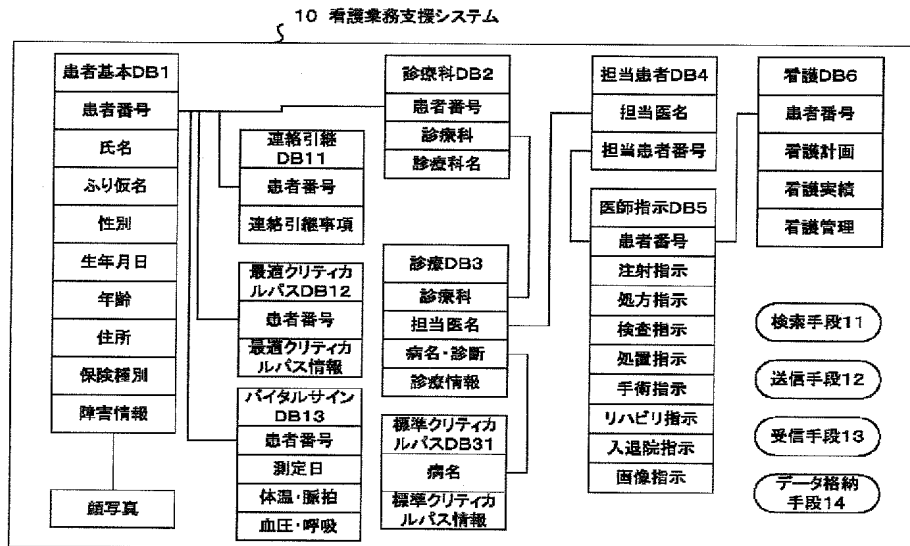 10 看護業務支援システム
患者基本DB1
患者番号
氏名
ふり仮名
性別
生年月日
年齢
住所
保険種別
障害情報
顔写真
連絡引継
DB11
患者番号
連絡引継事項
最適クリティカ
ルパスDB12
患者番号
最適クリティカ
ルパス情報
バイタルサイン
DB13
患者番号
測定日
体温・脈拍
血圧・呼吸
診療科DB2
患者番号
診療科
診療科名
診療DB3
診療科
担当医名
病名・診断
診療情報
標準クリティカ
ルパスDB31
病名
標準クリティカ
ルパス情報
担当患者DB4
担当医名
担当患者番号
医師指示DB5
患者番号
注射指示
処方指示
検査指示
処置指示
手術指示
リハビリ指示
入退院指示
画像指示
看護DB6
患者番号
看護計画
看護実績
看護管理
検索手段11
送信手段12
受信手段13
データ格納
手段14